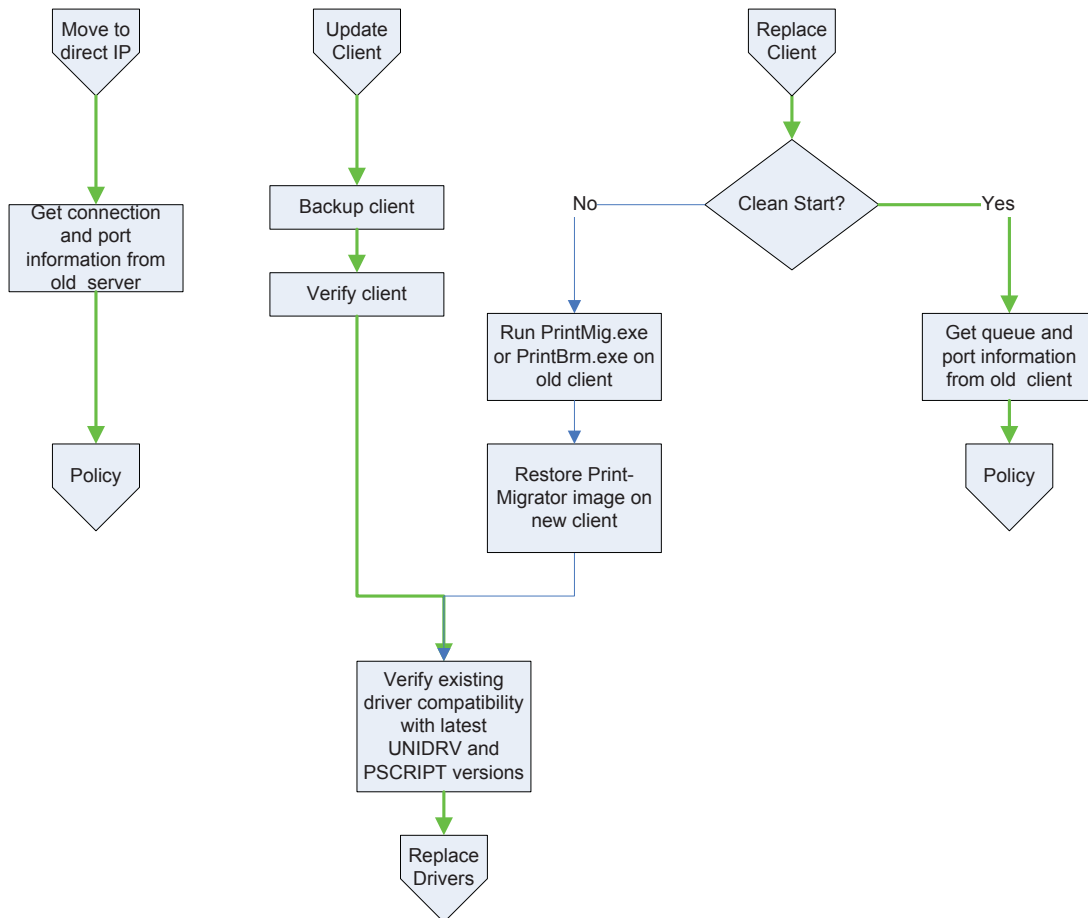 Move to
direct IP
Update
Client
Replace
Client
Get connection
and port
information from
old server
Backup client
Verify client
No
Clean Start?
Yes
Run PrintMig.exe
or PrintBrm.exe on
old client
Get queue and
port information
from old client
Policy
Restore Print-
Migrator image on
new client
Policy
Verify existing
driver compatibility
with latest
UNIDRV and
PSCRIPT versions
Replace
Drivers